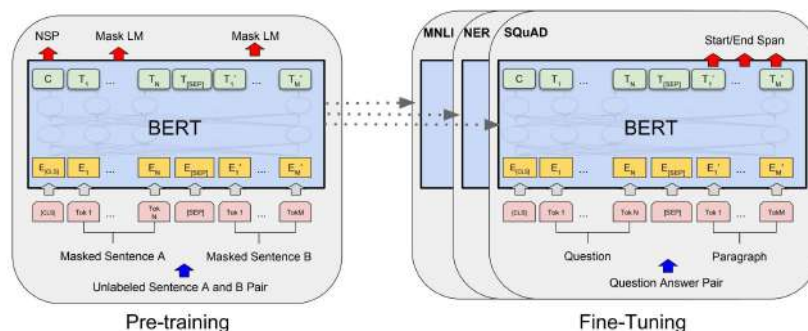 NSP Mask LM Mask LM
C T1 ... TN T[SEP] T1' ... TM'
BERT
E[CLS] E1 ... EN E[SEP] E1' ... EM'
[CLS] Tok 1 ... Tok N [SEP] Tok 1 ... TokM
Masked Sentence A Masked Sentence B
Unlabeled Sentence A and B Pair
Pre-training
MNLI NER SQuAD
Start/End Span
C T1 ... TN T[SEP] T1' ... TM'
BERT
E[CLS] E1 ... EN E[SEP] E1' ... EM'
[CLS] Tok 1 ... Tok N [SEP] Tok 1 ... TokM
Question Paragraph
Question Answer Pair
Fine-Tuning